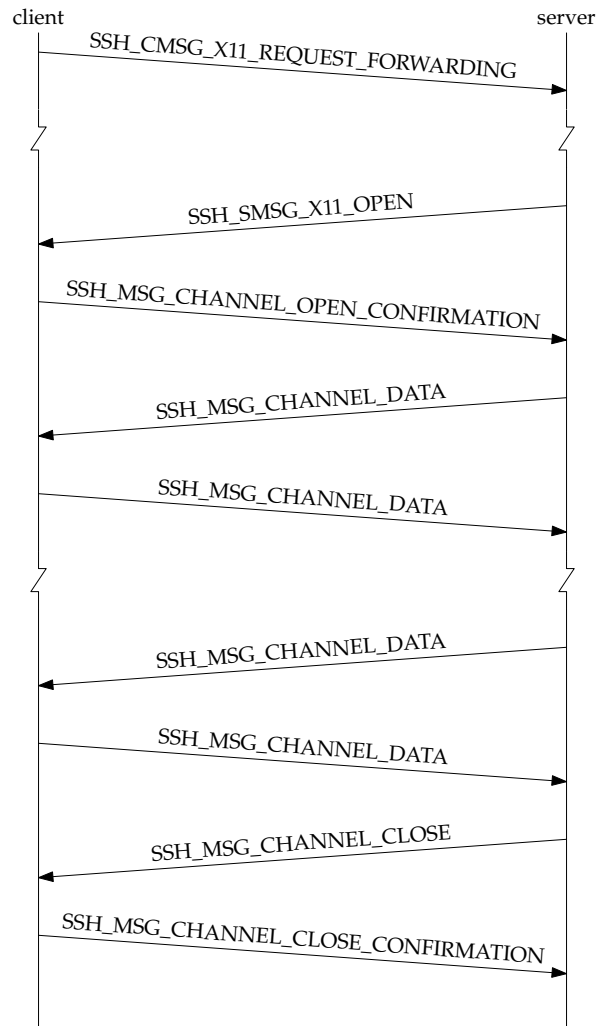 client
server
SSH_CMSG_X11_REQUEST_FORWARDING
SSH_SMSG_X11_OPEN
SSH_MSG_CHANNEL_OPEN_CONFIRMATION
SSH_MSG_CHANNEL_DATA
SSH_MSG_CHANNEL_DATA
SSH_MSG_CHANNEL_DATA
SSH_MSG_CHANNEL_DATA
SSH_MSG_CHANNEL_CLOSE
SSH_MSG_CHANNEL_CLOSE_CONFIRMATION